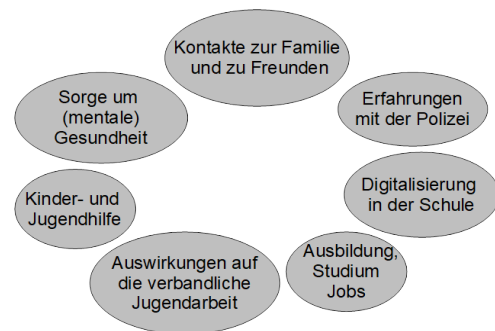 Kontakte zur Familie
und zu Freunden
Sorge um
(mentale)
Gesundheit
Erfahrungen
mit der Polizei
Kinder- und
Jugendhilfe
Digitalisierung
in der Schule
Auswirkungen auf
die verbandliche
Jugendarbeit
Ausbildung,
Studium
Jobs